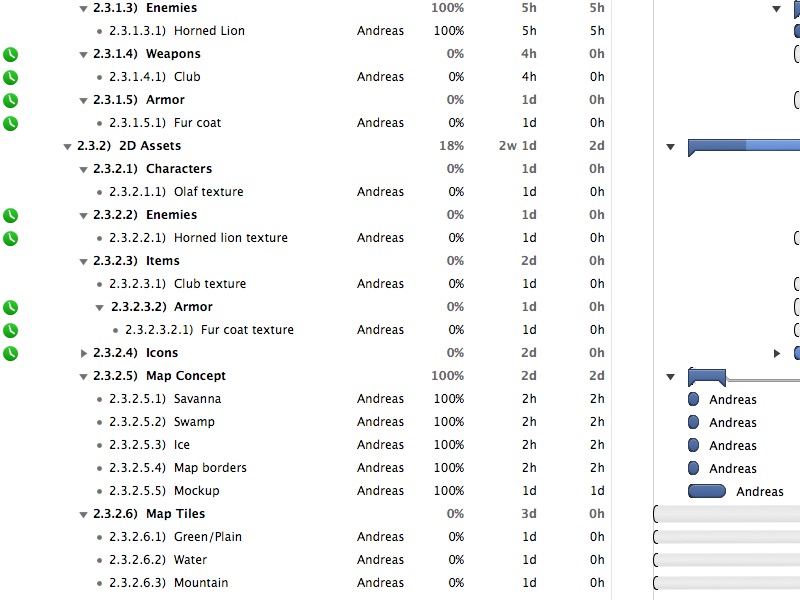 2.3.1.3) Enemies 100% 5h 5h
2.3.1.3.1) Horned Lion Andreas 100% 5h 5h
2.3.1.4) Weapons 0% 4h 0h
2.3.1.4.1) Club Andreas 0% 4h 0h
2.3.1.5) Armor 0% 1d 0h
2.3.1.5.1) Fur coat Andreas 0% 1d 0h
2.3.2) 2D Assets 18% 2w 1d 2d
2.3.2.1) Characters 0% 1d 0h
2.3.2.1.1) Olaf texture Andreas 0% 1d 0h
2.3.2.2) Enemies 0% 1d 0h
2.3.2.2.1) Horned lion texture Andreas 0% 1d 0h
2.3.2.3) Items 0% 2d 0h
2.3.2.3.1) Club texture Andreas 0% 1d 0h
2.3.2.3.2) Armor 0% 1d 0h
2.3.2.3.2.1) Fur coat texture Andreas 0% 1d 0h
2.3.2.4) Icons 0% 2d 0h
2.3.2.5) Map Concept 100% 2d 2d
2.3.2.5.1) Savanna Andreas 100% 2h 2h Andreas
2.3.2.5.2) Swamp Andreas 100% 2h 2h Andreas
2.3.2.5.3) Ice Andreas 100% 2h 2h Andreas
2.3.2.5.4) Map borders Andreas 100% 2h 2h Andreas
2.3.2.5.5) Mockup Andreas 100% 1d 1d Andreas
2.3.2.6) Map Tiles 0% 3d 0h
2.3.2.6.1) Green/Plain Andreas 0% 1d 0h
2.3.2.6.2) Water Andreas 0% 1d 0h
2.3.2.6.3) Mountain Andreas 0% 1d 0h